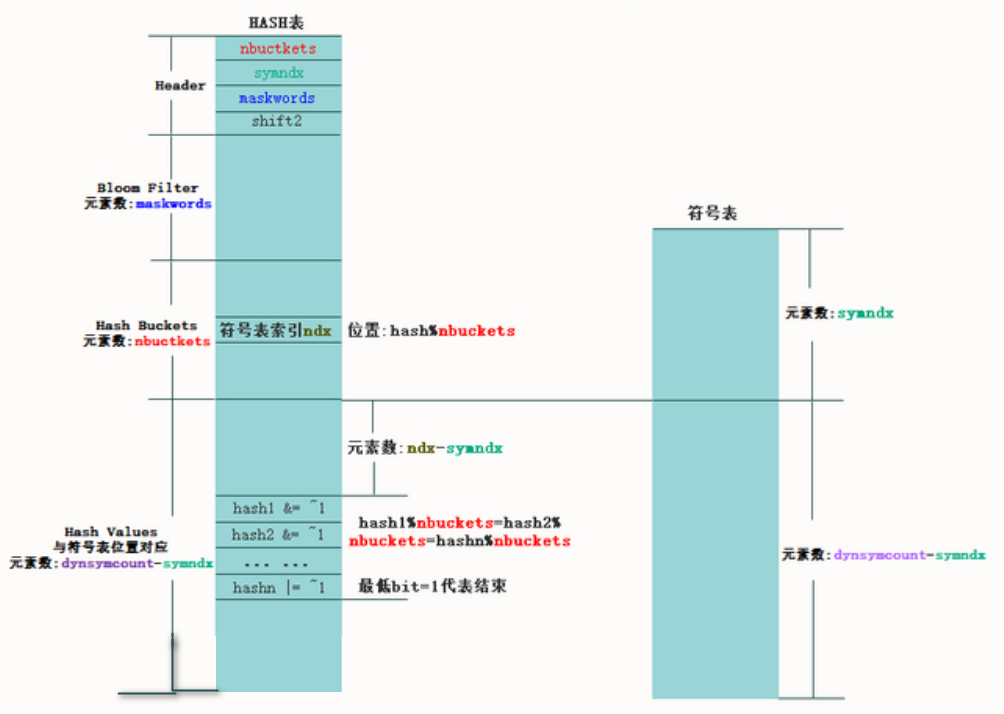 HASH表
nbuctkets
symndx
Header
maskwords
shift2
Bloom Filter
元素数:maskwords
符号表
元素数:symndx
Hash Buckets
元素数:nbuctkets
符号表索引ndx
位置:hash%nbuckets
元素数:ndx-symndx
hash1 &= ~1
hash1%nbuckets=hash2%
nbuckets=hashn%nbuckets
hash2 &= ~1
... ...
hashn |= ~1
最低bit=1代表结束
Hash Values
与符号表位置对应
元素数:dynsymcount-symndx
元素数:dynsymcount-symndx